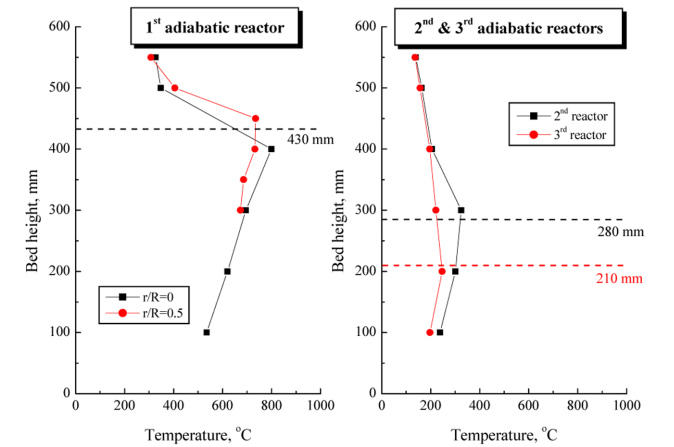 1st adiabatic reactor
600
500
400
300
200
100
0
Bed height, mm
430 mm
r/R=0
r/R=0.5
0 200 400 600 800 1000
Temperature, oC
2nd & 3rd adiabatic reactors
600
500
400
300
200
100
0
Bed height, mm
2nd reactor
3rd reactor
280 mm
210 mm
0 200 400 600 800 1000
Temperature, oC